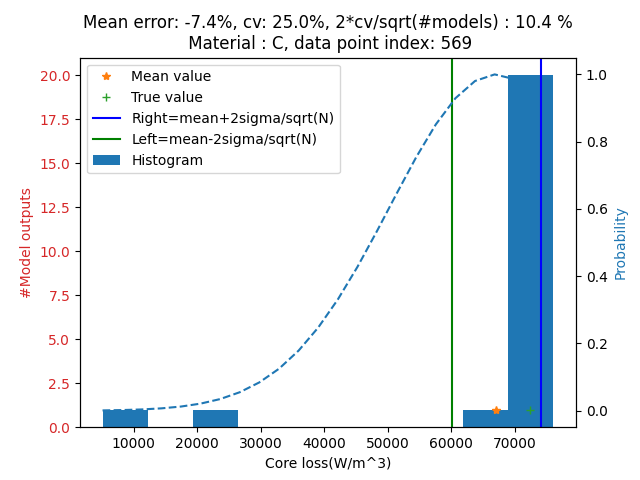 Mean error: -7.4%, cv: 25.0%, 2*cv/sqrt(#models) : 10.4 %
Material : C, data point index: 569
Mean value
True value
Right=mean+2sigma/sqrt(N)
Left=mean-2sigma/sqrt(N)
Histogram
#Model outputs
20.0
17.5
15.0
12.5
10.0
7.5
5.0
2.5
0.0
Probability
1.0
0.8
0.6
0.4
0.2
0.0
10000 20000 30000 40000 50000 60000 70000
Core loss(W/m^3)